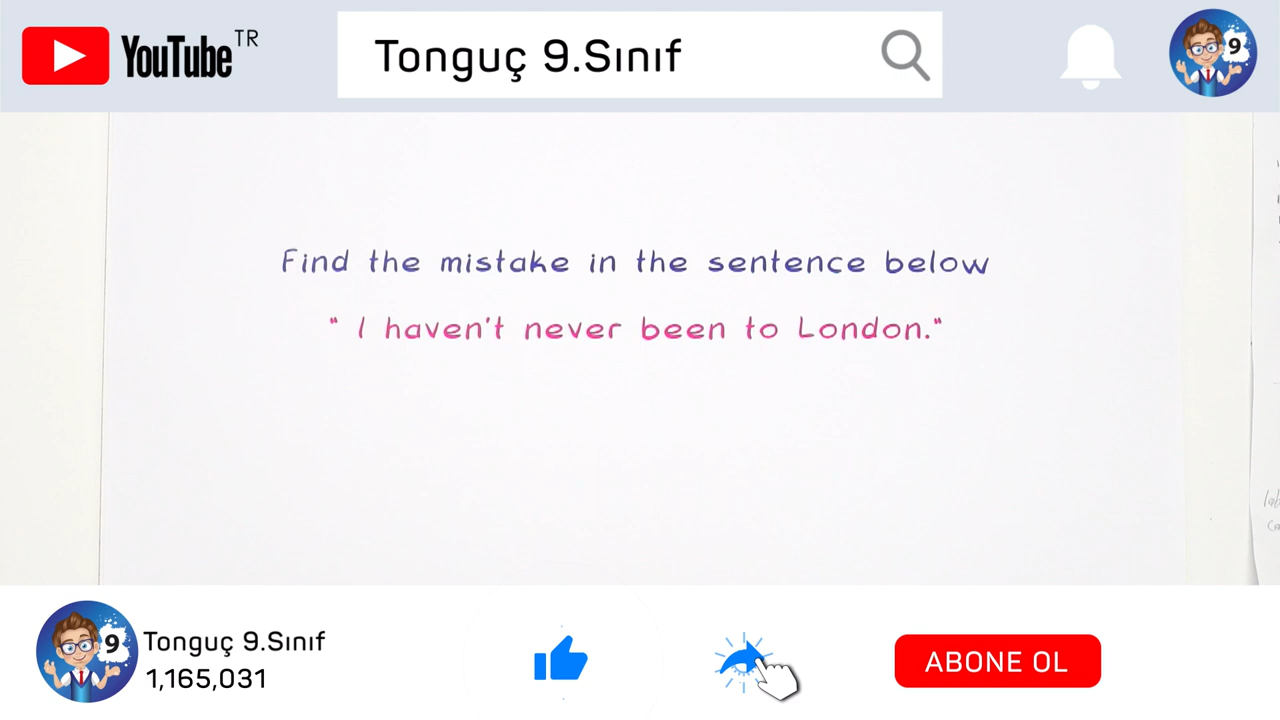 YouTube TR
Tonguç 9.Sınıf
9
Find the mistake in the sentence below
" I haven't never been to London."
9
Tonguç 9.Sınıf
1,165,031
ABONE OL